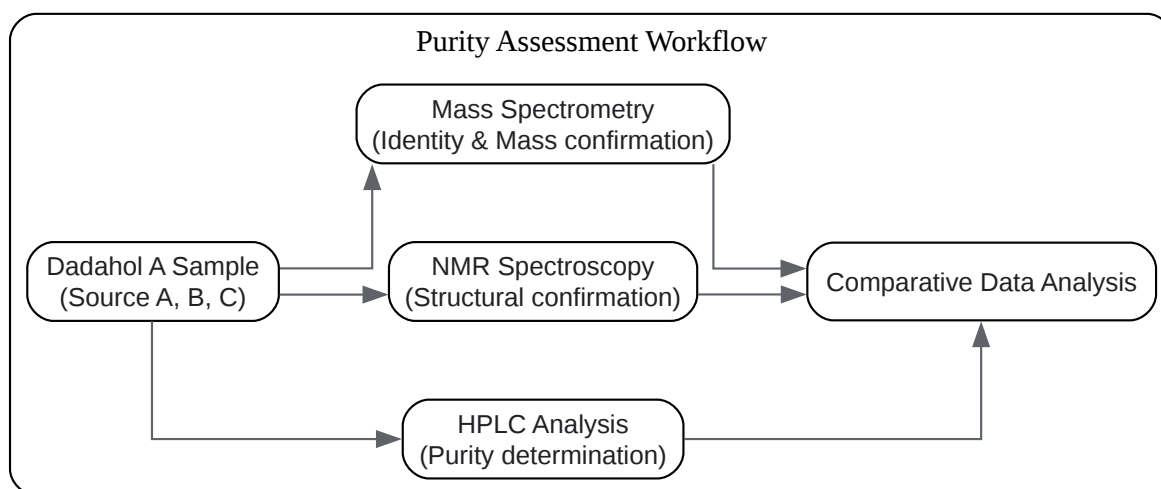 Purity Assessment Workflow
Mass Spectrometry
(Identity & Mass confirmation)
Dadahol A Sample
(Source A, B, C)
NMR Spectroscopy
(Structural confirmation)
Comparative Data Analysis
HPLC Analysis
(Purity determination)